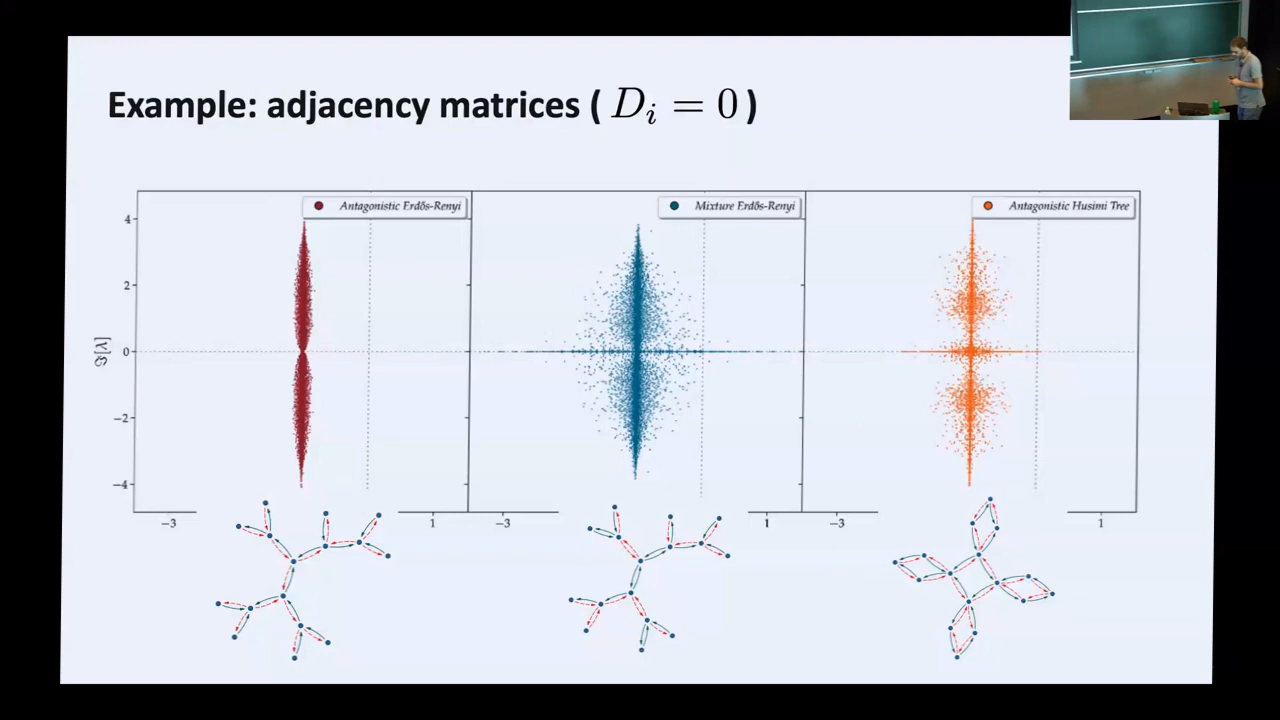 Example: adjacency matrices ( D_i = 0 )
Antagonistic Erdős-Renyi
Mixture Erdős-Renyi
Antagonistic Husimi Tree
4
2
0
−2
−4
ℑ[λ]
−3
1
−3
1
−3
1